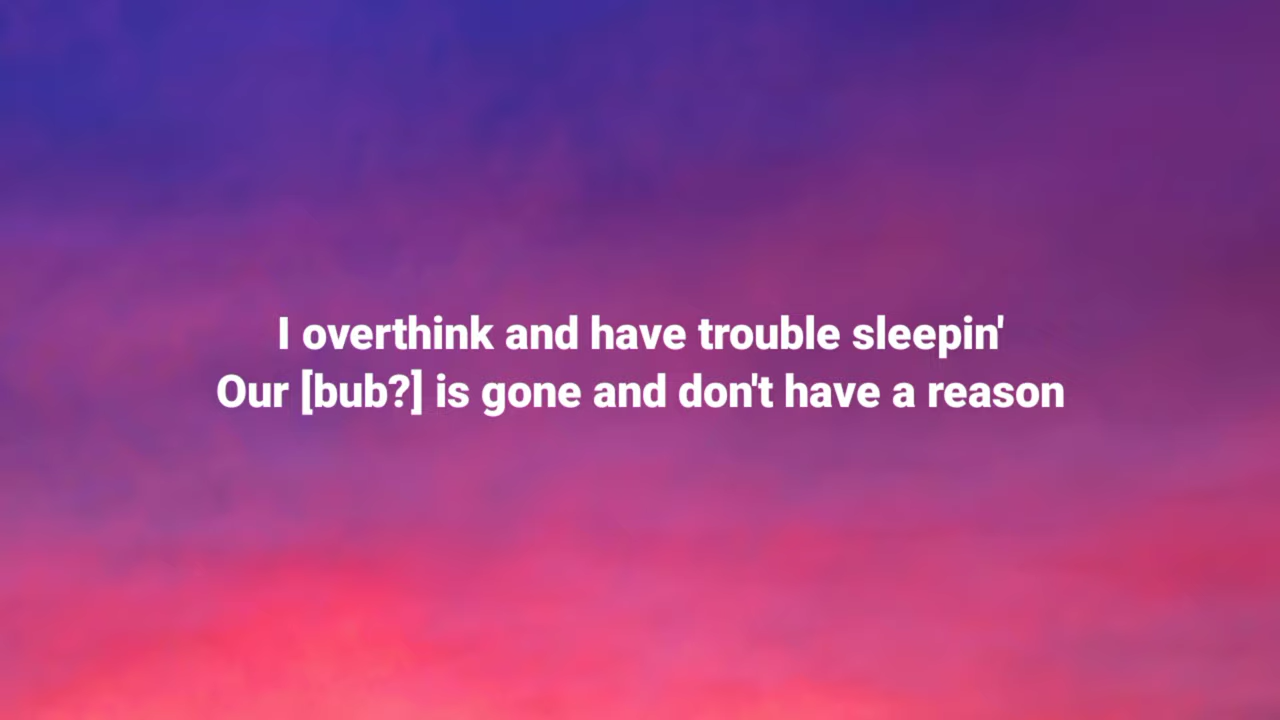 I overthink and have trouble sleepin'
Our [bub?] is gone and don't have a reason